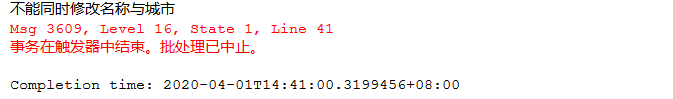 不能同时修改名称与城市
Msg 3609, Level 16, State 1, Line 41
事务在触发器中结束。批处理已中止。
Completion time: 2020-04-01T14:41:00.3199456+08:00